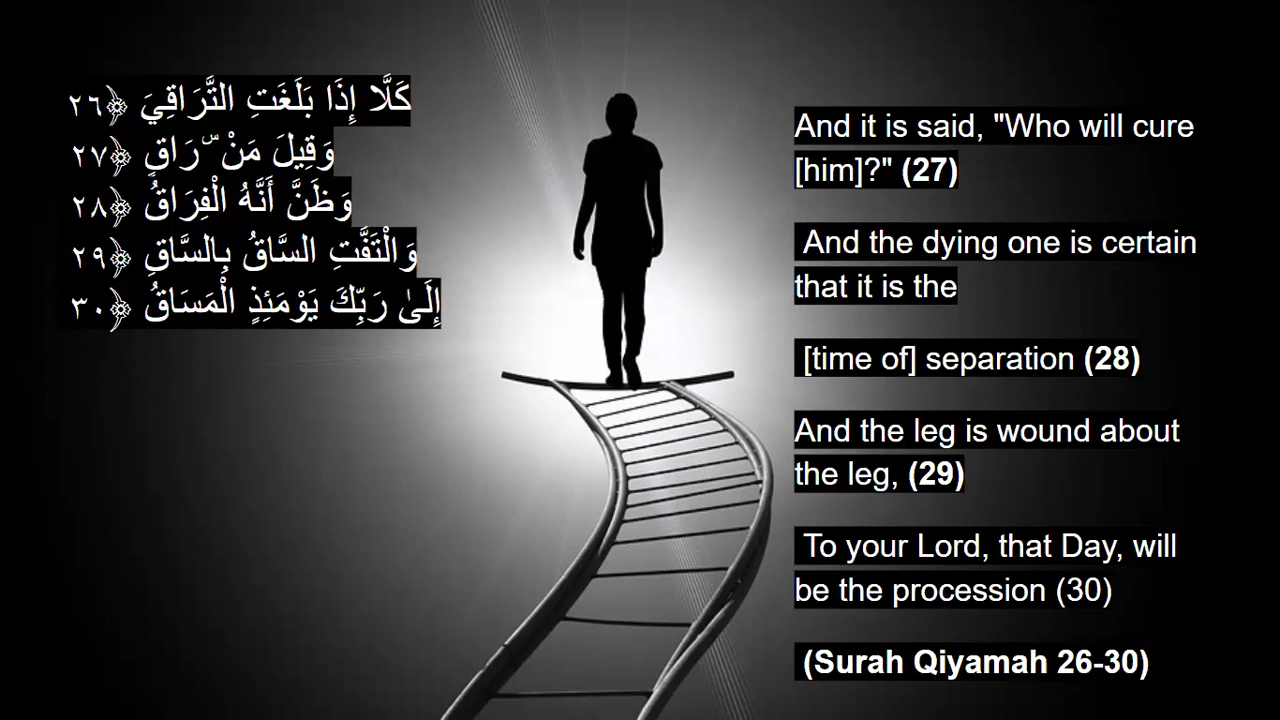 كَلَّا إِذَا بَلَغَتِ التَّرَاقِيَ ﴿٢٦
وَقِيلَ مَنْ ۜ رَاقٍ ﴿٢٧
وَظَنَّ أَنَّهُ الْفِرَاقُ ﴿٢٨
وَالْتَفَّتِ السَّاقُ بِالسَّاقِ ﴿٢٩
إِلَىٰ رَبِّكَ يَوْمَئِذٍ الْمَسَاقُ ﴿٣٠
And it is said, "Who will cure
[him]?" (27)
And the dying one is certain
that it is the
[time of] separation (28)
And the leg is wound about
the leg, (29)
To your Lord, that Day, will
be the procession (30)
(Surah Qiyamah 26-30)